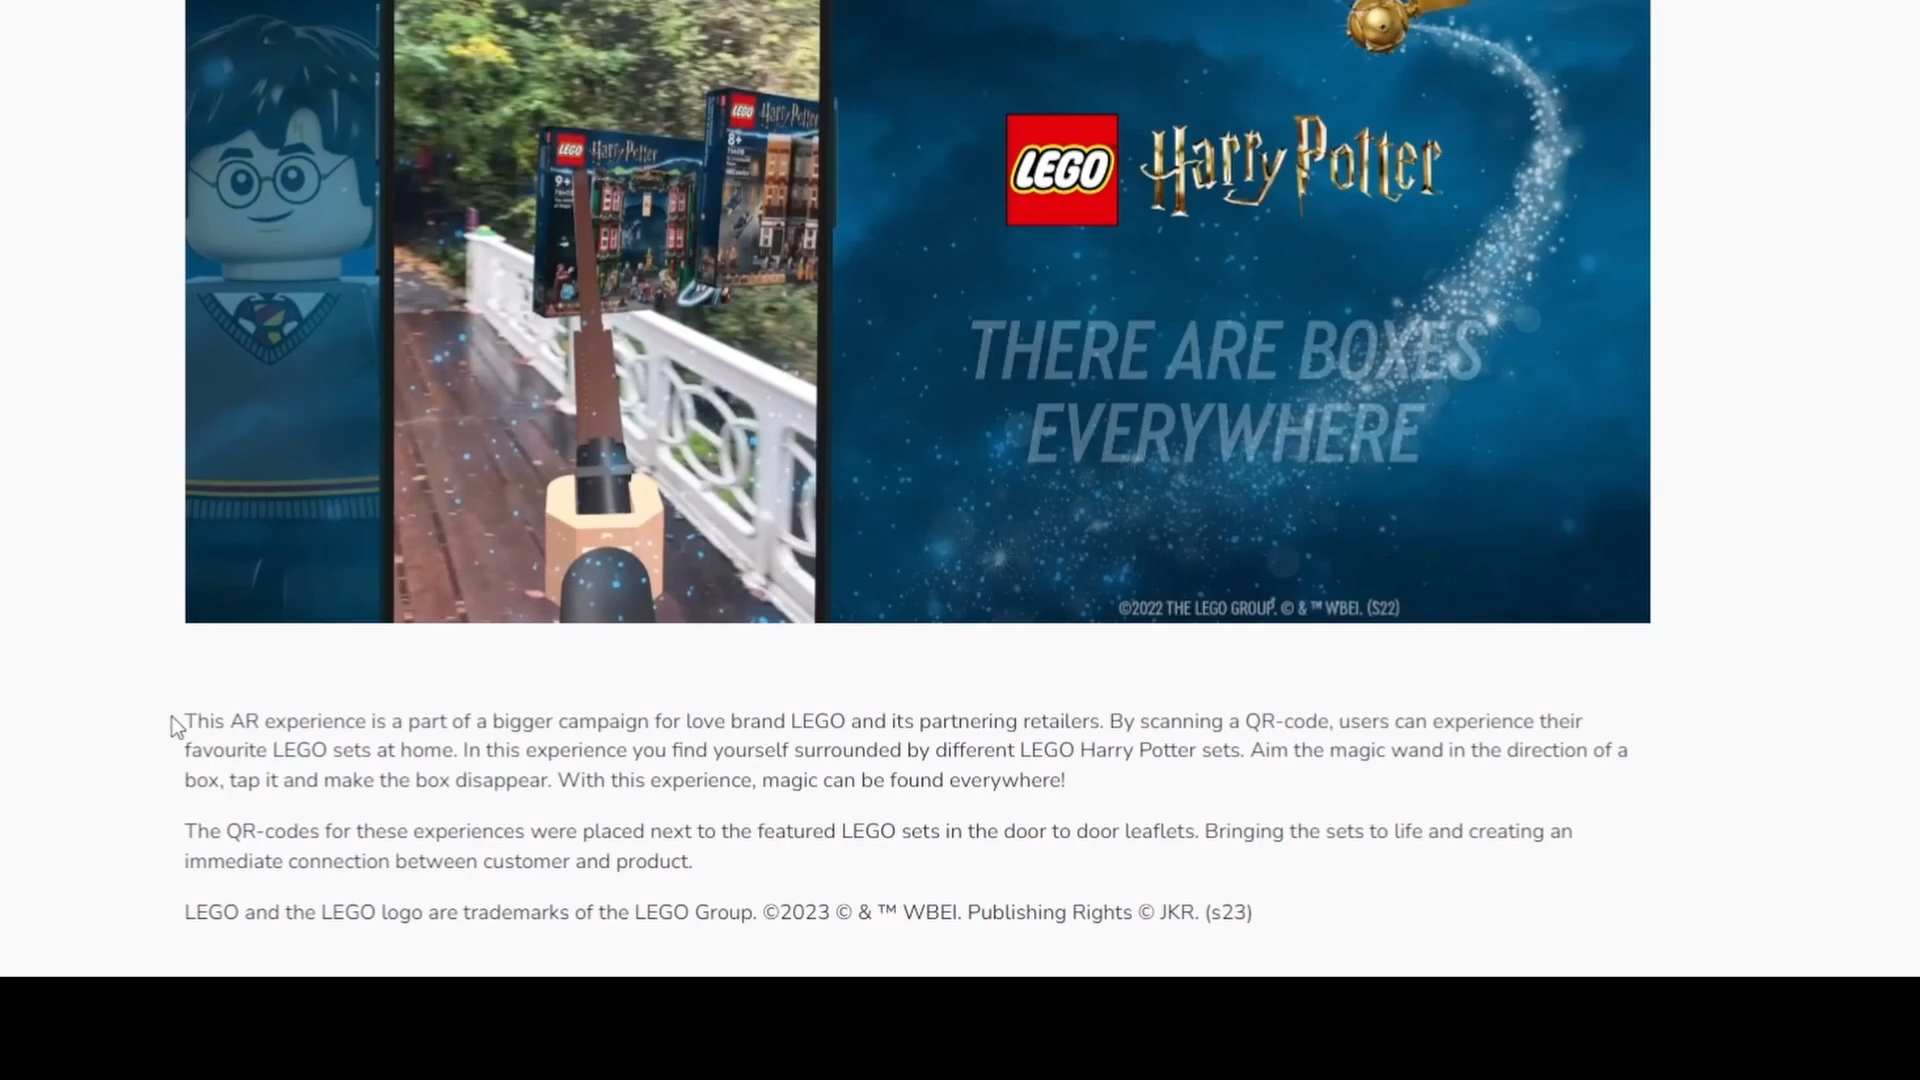 LEGO Harry Potter
8+
LEGO Harry Potter
9+
LEGO Harry Potter
THERE ARE BOXES
EVERYWHERE
©2022 THE LEGO GROUP. © & ™ WBEI. (S22)
This AR experience is a part of a bigger campaign for love brand LEGO and its partnering retailers. By scanning a QR-code, users can experience their
favourite LEGO sets at home. In this experience you find yourself surrounded by different LEGO Harry Potter sets. Aim the magic wand in the direction of a
box, tap it and make the box disappear. With this experience, magic can be found everywhere!
The QR-codes for these experiences were placed next to the featured LEGO sets in the door to door leaflets. Bringing the sets to life and creating an
immediate connection between customer and product.
LEGO and the LEGO logo are trademarks of the LEGO Group. ©2023 © & ™ WBEI. Publishing Rights © JKR. (s23)